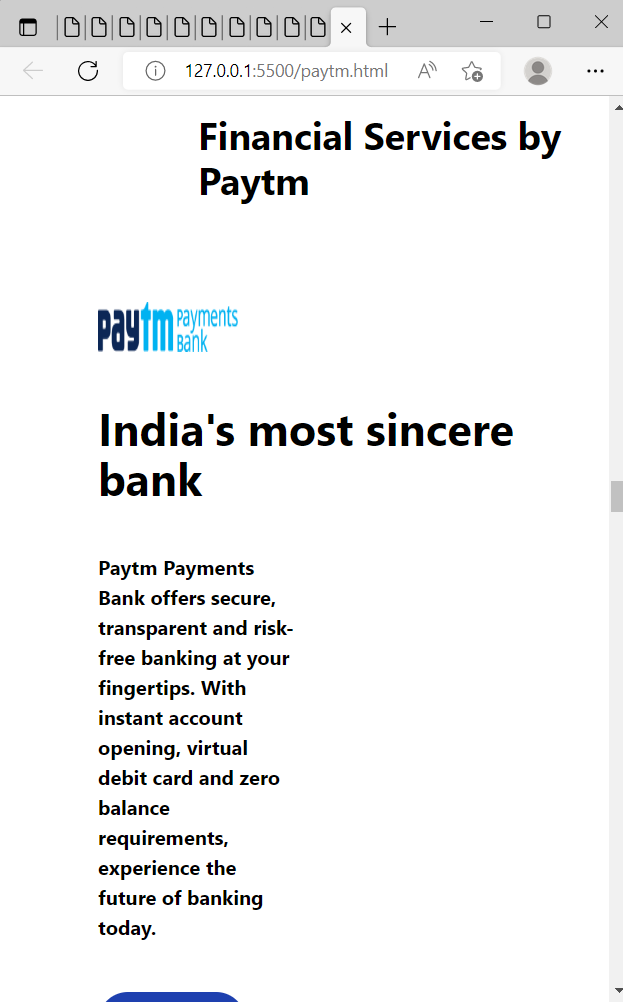 127.0.0.1:5500/paytm.html
Financial Services by
Paytm
paytm Payments
Bank
India's most sincere
bank
Paytm Payments
Bank offers secure,
transparent and risk-
free banking at your
fingertips. With
instant account
opening, virtual
debit card and zero
balance
requirements,
experience the
future of banking
today.